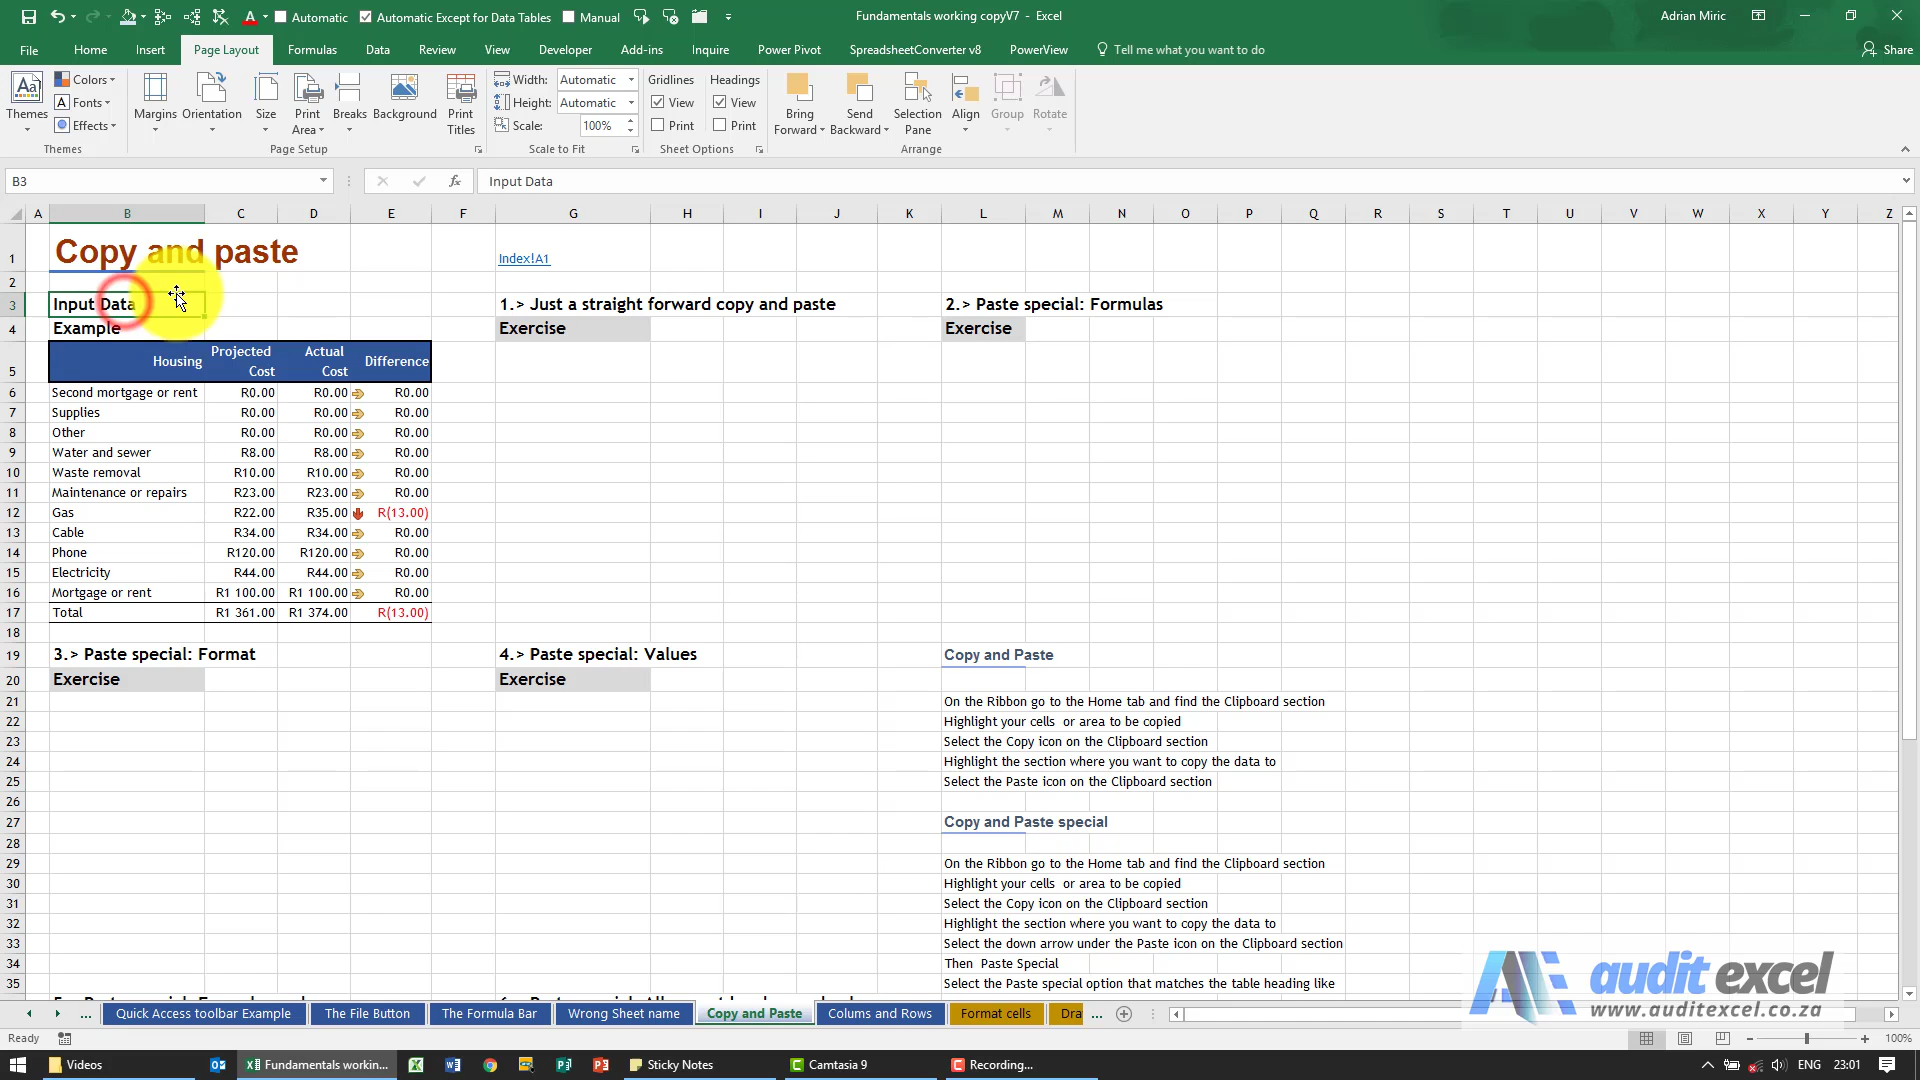 Automatic Automatic Except for Data Tables Manual Fundamentals working copyV7 - Excel Adrian Miric
File Home Insert Page Layout Formulas Data Review View Developer Add-ins Inquire Power Pivot SpreadsheetConverter v8 PowerView Tell me what you want to do Share
Colors Width: Automatic Gridlines Headings
Fonts Height: Automatic View View
Themes Margins Orientation Size Print Area Breaks Background Print Titles Bring Forward Send Backward Selection Pane Align Group Rotate
Effects Scale: 100% Print Print
Themes Page Setup Scale to Fit Sheet Options Arrange
B3 Input Data
A B C D E F G H I J K L M N O P Q R S T U V W X Y Z
1 Copy and paste Index!A1
2
3 Input Data 1.> Just a straight forward copy and paste 2.> Paste special: Formulas
4 Example Exercise Exercise
5 Housing Projected Cost Actual Cost Difference
6 Second mortgage or rent R0.00 R0.00 R0.00
7 Supplies R0.00 R0.00 R0.00
8 Other R0.00 R0.00 R0.00
9 Water and sewer R8.00 R8.00 R0.00
10 Waste removal R10.00 R10.00 R0.00
11 Maintenance or repairs R23.00 R23.00 R0.00
12 Gas R22.00 R35.00 R(13.00)
13 Cable R34.00 R34.00 R0.00
14 Phone R120.00 R120.00 R0.00
15 Electricity R44.00 R44.00 R0.00
16 Mortgage or rent R1 100.00 R1 100.00 R0.00
17 Total R1 361.00 R1 374.00 R(13.00)
18
19 3.> Paste special: Format 4.> Paste special: Values Copy and Paste
20 Exercise Exercise
21 On the Ribbon go to the Home tab and find the Clipboard section
22 Highlight your cells or area to be copied
23 Select the Copy icon on the Clipboard section
24 Highlight the section where you want to copy the data to
25 Select the Paste icon on the Clipboard section
26
27 Copy and Paste special
28
29 On the Ribbon go to the Home tab and find the Clipboard section
30 Highlight your cells or area to be copied
31 Select the Copy icon on the Clipboard section
32 Highlight the section where you want to copy the data to
33 Select the down arrow under the Paste icon on the Clipboard section
34 Then Paste Special
35 Select the Paste special option that matches the table heading like
audit excel
www.auditexcel.co.za
... Quick Access toolbar Example The File Button The Formula Bar Wrong Sheet name Copy and Paste Colums and Rows Format cells Dra ...
Ready 100%
Videos Fundamentals workin... Sticky Notes Camtasia 9 Recording... ENG 23:01